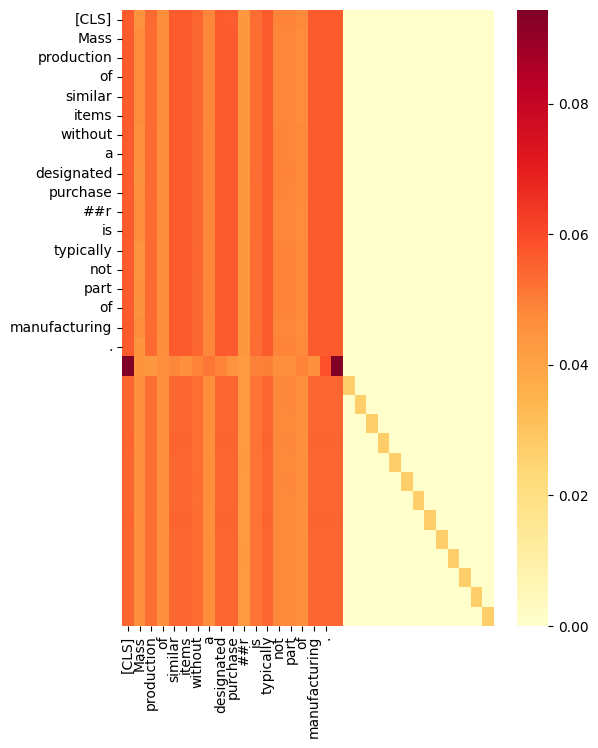 [CLS]
Mass
production
of
similar
items
without
a
designated
purchase
##r
is
typically
not
part
of
manufacturing
.
0.08
0.06
0.04
0.02
0.00
[CLS]
Mass
production
of
similar
items
without
a
designated
purchase
##r
is
typically
not
part
of
manufacturing
.